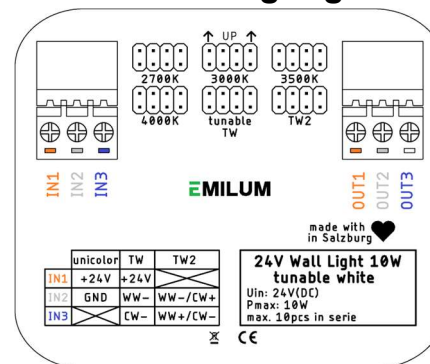 ↑ UP ↑
2700K 3000K 3500K
4000K tunable TW2
TW
IN1 IN2 IN3
OUT1 OUT2 OUT3
EMILUM
made with
in Salzburg
unicolor TW TW2
IN1 +24V +24V
IN2 GND WW- WW-/CW+
IN3 CW- WW+/CW-
24V Wall Light 10W
tunable white
Uin: 24V(DC)
Pmax: 10W
max. 10pcs in serie
CE